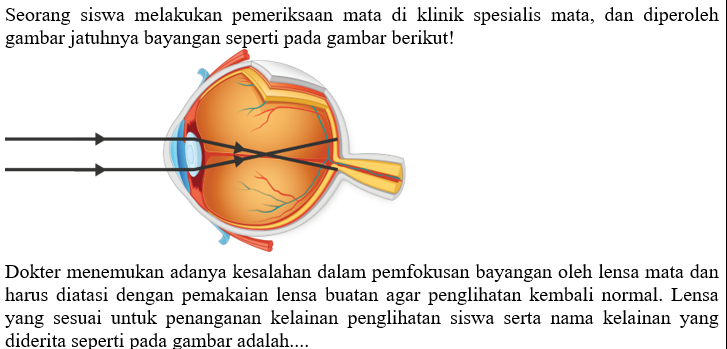 Seorang siswa melakukan pemeriksaan mata di klinik spesialis mata, dan diperoleh
gambar jatuhnya bayangan seperti pada gambar berikut!
Dokter menemukan adanya kesalahan dalam pemfokusan bayangan oleh lensa mata dan
harus diatasi dengan pemakaian lensa buatan agar penglihatan kembali normal. Lensa
yang sesuai untuk penanganan kelainan penglihatan siswa serta nama kelainan yang
diderita seperti pada gambar adalah....